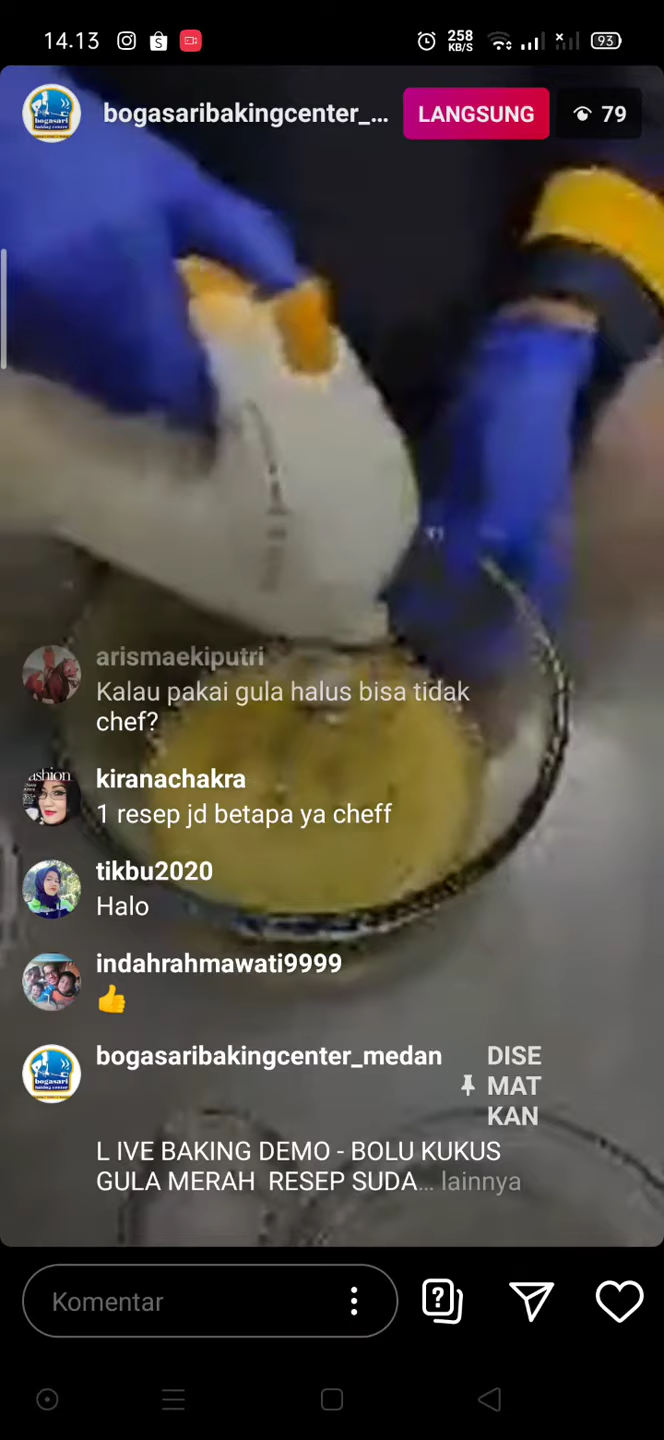 14.13
258
KB/S
93
bogasaribakingcenter_...
LANGSUNG
79
arismaekiputri
Kalau pakai gula halus bisa tidak
chef?
ashion
kiranachakra
1 resep jd betapa ya cheff
tikbu2020
Halo
indahrahmawati9999
👍
bogasaribakingcenter_medan
DISE
MAT
KAN
L IVE BAKING DEMO - BOLU KUKUS
GULA MERAH  RESEP SUDA... lainnya
Komentar